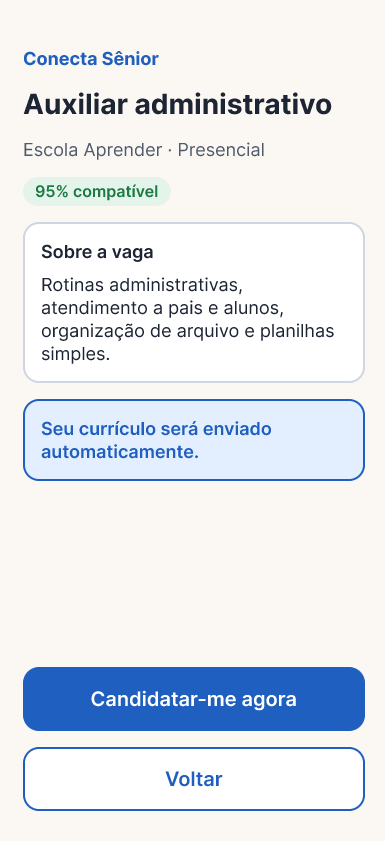 Conecta Sênior
Auxiliar administrativo
Escola Aprender · Presencial
95% compatível
Sobre a vaga
Rotinas administrativas,
atendimento a pais e alunos,
organização de arquivo e planilhas
simples.
Seu currículo será enviado
automaticamente.
Candidatar-me agora
Voltar